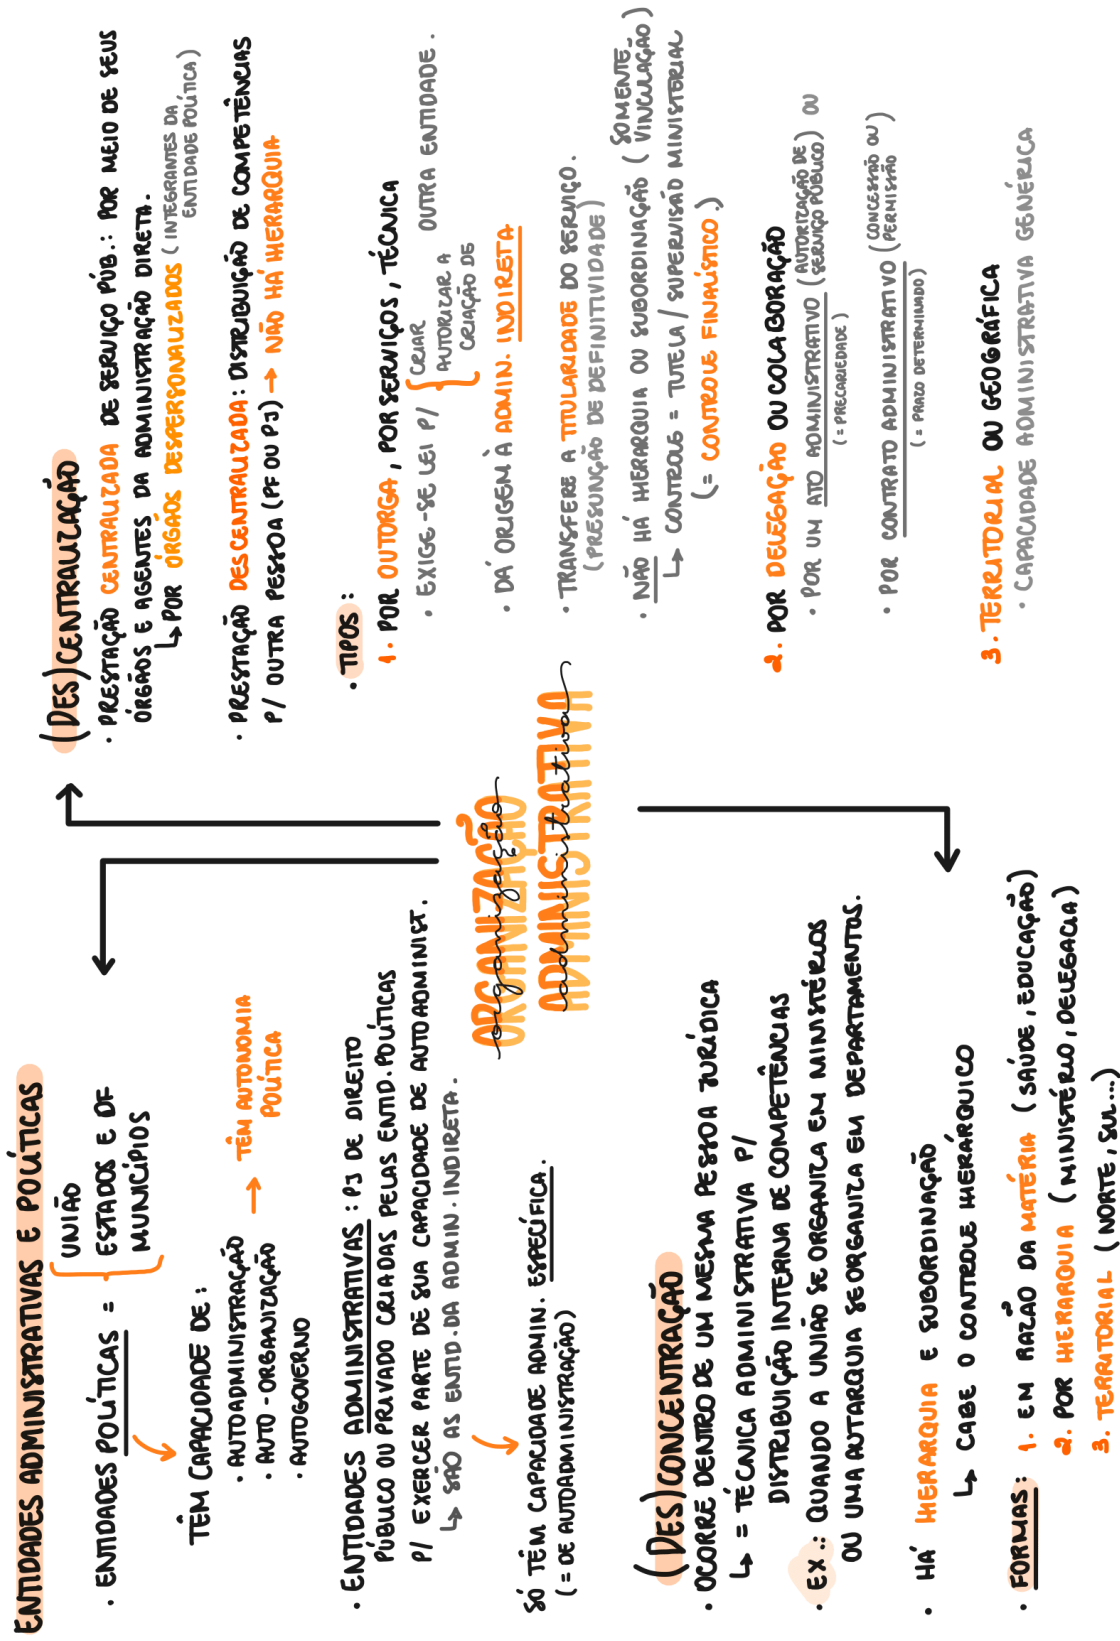 ORGANIZAÇÃO
organização
ADMINISTRATIVA
administrativa
ENTIDADES ADMINISTRATIVAS E POLÍTICAS
· ENTIDADES POLÍTICAS = { UNIÃO
ESTADOS E DF
MUNICÍPIOS
TÊM CAPACIDADE DE:
· AUTOADMINISTRAÇÃO → TÊM AUTONOMIA
· AUTO-ORGANIZAÇÃO POLÍTICA
· AUTOGOVERNO
· ENTIDADES ADMINISTRATIVAS: PJ DE DIREITO
PÚBLICO OU PRIVADO CRIADAS PELAS ENTID. POLÍTICAS
P/ EXERCER PARTE DE SUA CAPACIDADE DE AUTOADMINIST.
↳ SÃO AS ENTID. DA ADMIN. INDIRETA.
SÓ TÊM CAPACIDADE ADMIN. ESPECÍFICA.
(= DE AUTOADMINISTRAÇÃO)
(DES)CENTRALIZAÇÃO
· PRESTAÇÃO CENTRALIZADA DE SERVIÇO PÚB.: POR MEIO DE SEUS
ÓRGÃOS E AGENTES DA ADMINISTRAÇÃO DIRETA.
↳ POR ÓRGÃOS DESPERSONALIZADOS (INTEGRANTES DA
ENTIDADE POLÍTICA)
· PRESTAÇÃO DESCENTRALIZADA: DISTRIBUIÇÃO DE COMPETÊNCIAS
P/ OUTRA PESSOA (PF OU PJ) → NÃO HÁ HIERARQUIA
· TIPOS:
1. POR OUTORGA, POR SERVIÇOS, TÉCNICA
· EXIGE-SE LEI P/ { CRIAR OUTRA ENTIDADE.
AUTORIZAR A
CRIAÇÃO DE
· DÁ ORIGEM À ADMIN. INDIRETA
· TRANSFERE A TITULARIDADE DO SERVIÇO.
(PRESUNÇÃO DE DEFINITIVIDADE)
· NÃO HÁ HIERARQUIA OU SUBORDINAÇÃO (SOMENTE
VINCULAÇÃO)
↳ CONTROLE = TUTELA / SUPERVISÃO MINISTERIAL
(= CONTROLE FINALÍSTICO.)
2. POR DELEGAÇÃO OU COLABORAÇÃO
· POR UM ATO ADMINISTRATIVO (AUTORIZAÇÃO DE
SERVIÇO PÚBLICO) OU
(= PRECARIEDADE)
· POR CONTRATO ADMINISTRATIVO (CONCESSÃO OU
PERMISSÃO)
(= PRAZO DETERMINADO)
3. TERRITORIAL OU GEOGRÁFICA
· CAPACIDADE ADMINISTRATIVA GENÉRICA
(DES)CONCENTRAÇÃO
· OCORRE DENTRO DE UM MESMA PESSOA JURÍDICA
↳ = TÉCNICA ADMINISTRATIVA P/
DISTRIBUIÇÃO INTERNA DE COMPETÊNCIAS
· EX.: QUANDO A UNIÃO SE ORGANIZA EM MINISTÉRIOS
OU UMA AUTARQUIA SE ORGANIZA EM DEPARTAMENTOS.
· HÁ HIERARQUIA E SUBORDINAÇÃO
↳ CABE O CONTROLE HIERÁRQUICO
· FORMAS: 1. EM RAZÃO DA MATÉRIA (SAÚDE, EDUCAÇÃO)
2. POR HIERARQUIA (MINISTÉRIO, DELEGACIA)
3. TERRITORIAL (NORTE, SUL...)